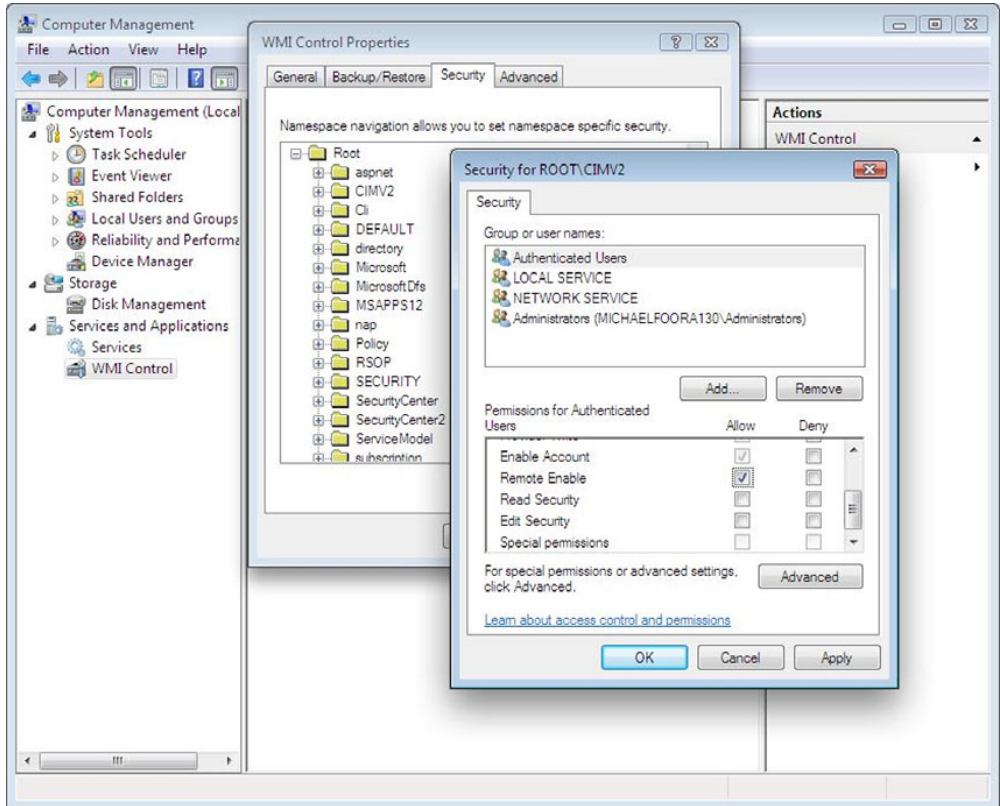 Computer Management
File Action View Help
Computer Management (Local
System Tools
Task Scheduler
Event Viewer
Shared Folders
Local Users and Groups
Reliability and Performa
Device Manager
Storage
Disk Management
Services and Applications
Services
WMI Control
WMI Control Properties
General Backup/Restore Security Advanced
Namespace navigation allows you to set namespace specific security.
Root
aspnet
CIMV2
Cli
DEFAULT
directory
Microsoft
MicrosoftDfs
MSAPPS12
nap
Policy
RSOP
SECURITY
SecurityCenter
SecurityCenter2
ServiceModel
subscription
Security for ROOT\CIMV2
Security
Group or user names:
Authenticated Users
LOCAL SERVICE
NETWORK SERVICE
Administrators (MICHAELFOORA130\Administrators)
Add... Remove
Permissions for Authenticated
Users Allow Deny
Enable Account
Remote Enable
Read Security
Edit Security
Special permissions
For special permissions or advanced settings,
click Advanced.
Advanced
Learn about access control and permissions
OK Cancel Apply
Actions
WMI Control